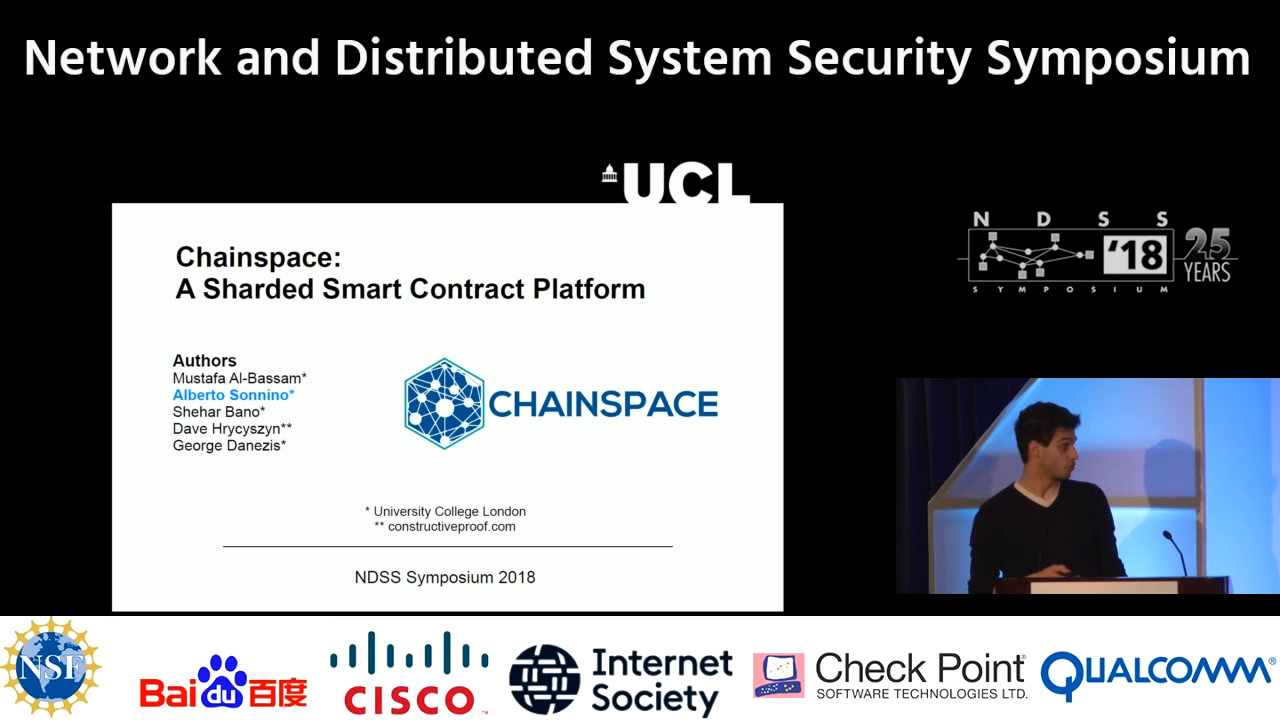 Network and Distributed System Security Symposium
UCL
Chainspace:
A Sharded Smart Contract Platform
Authors
Mustafa Al-Bassam*
Alberto Sonnino*
Shehar Bano*
Dave Hrycyszyn**
George Danezis*
CHAINSPACE
* University College London
** constructiveproof.com
NDSS Symposium 2018
N D S S
'18
25
YEARS
S Y M P O S I U M
NSF
Baidu百度
CISCO™
Internet
Society
Check Point®
SOFTWARE TECHNOLOGIES LTD.
QUALCOMM®